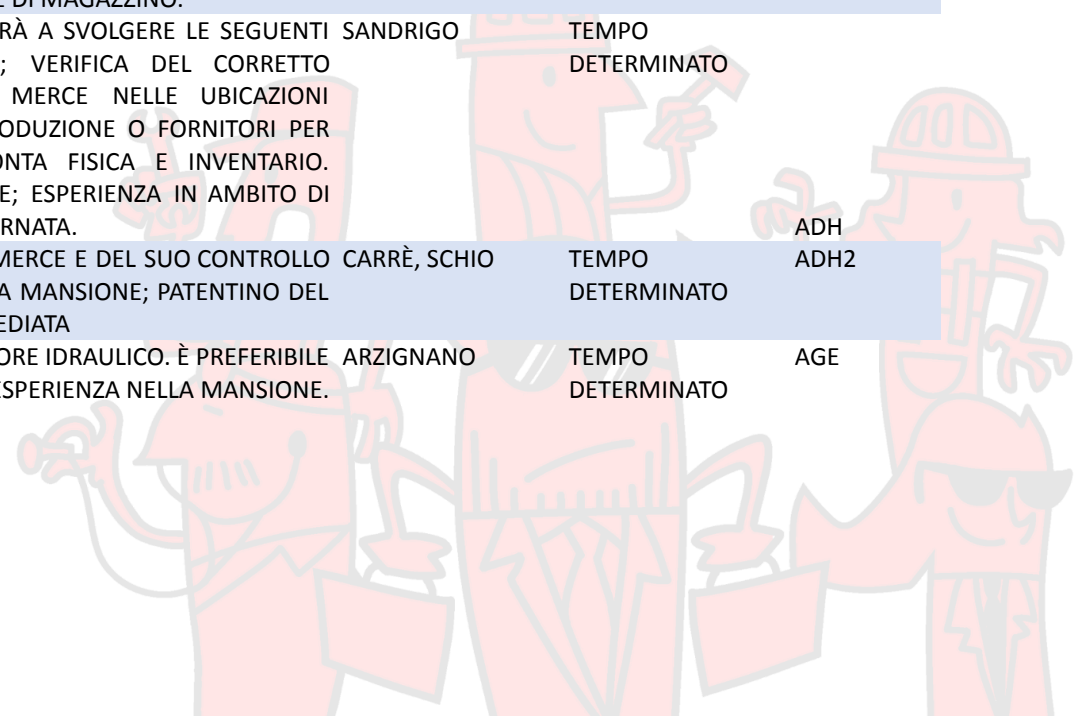 E DI MAGAZZINO.
RÀ A SVOLGERE LE SEGUENTI SANDRIGO TEMPO
; VERIFICA DEL CORRETTO DETERMINATO
MERCE NELLE UBICAZIONI
ODUZIONE O FORNITORI PER
ONTA FISICA E INVENTARIO.
E; ESPERIENZA IN AMBITO DI
RNATA. ADH
MERCE E DEL SUO CONTROLLO CARRÈ, SCHIO TEMPO ADH2
A MANSIONE; PATENTINO DEL DETERMINATO
EDIATA
ORE IDRAULICO. È PREFERIBILE ARZIGNANO TEMPO AGE
ESPERIENZA NELLA MANSIONE. DETERMINATO